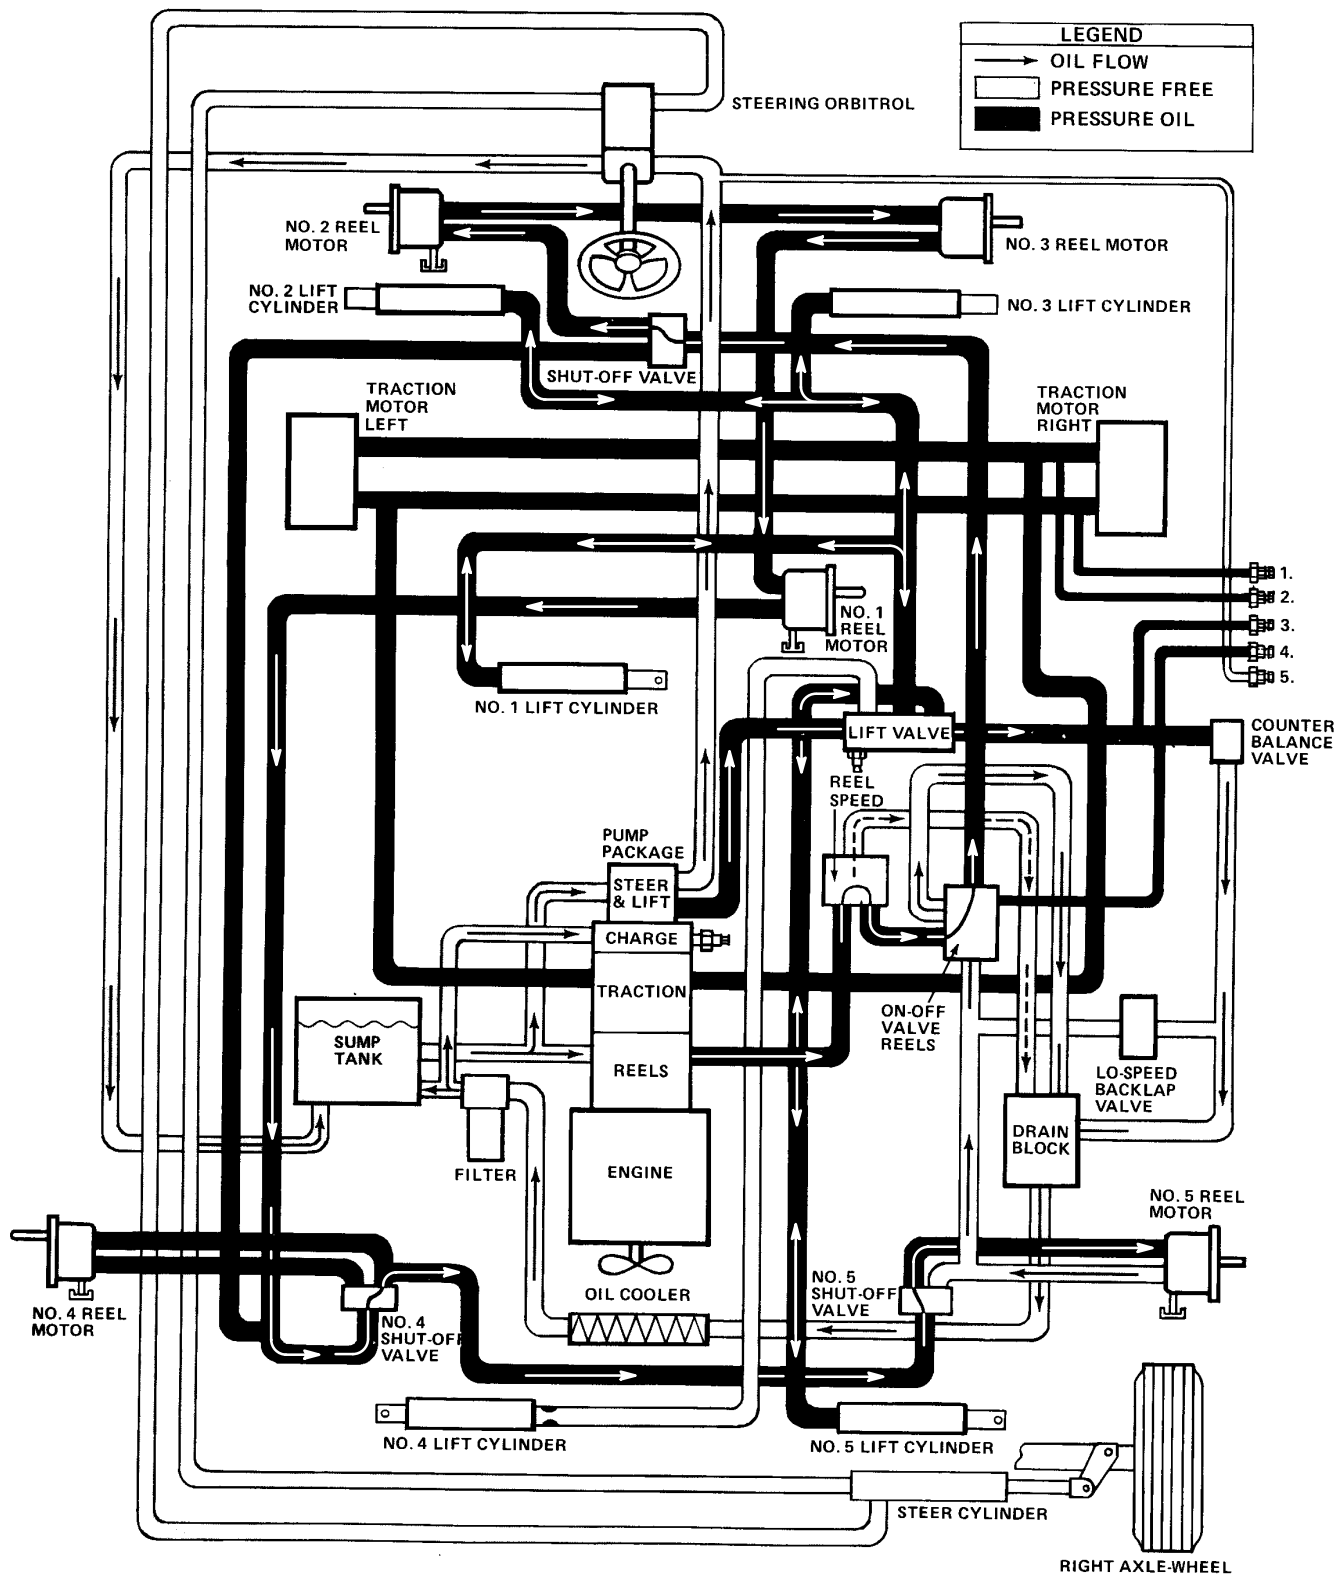 LEGEND
OIL FLOW
PRESSURE FREE
PRESSURE OIL
STEERING ORBITROL
NO. 2 REEL
MOTOR
NO. 3 REEL MOTOR
NO. 2 LIFT
CYLINDER
NO. 3 LIFT CYLINDER
SHUT-OFF VALVE
TRACTION
MOTOR
LEFT
TRACTION
MOTOR
RIGHT
1.
2.
3.
4.
5.
NO. 1
REEL
MOTOR
NO. 1 LIFT CYLINDER
LIFT VALVE
COUNTER
BALANCE
VALVE
REEL
SPEED
PUMP
PACKAGE
STEER
& LIFT
CHARGE
TRACTION
REELS
ENGINE
ON-OFF
VALVE
REELS
SUMP
TANK
LO-SPEED
BACKLAP
VALVE
DRAIN
BLOCK
FILTER
NO. 5 REEL
MOTOR
NO. 5
SHUT-OFF
VALVE
OIL COOLER
NO. 4 REEL
MOTOR
NO. 4
SHUT-OFF
VALVE
NO. 4 LIFT CYLINDER
NO. 5 LIFT CYLINDER
STEER CYLINDER
RIGHT AXLE-WHEEL